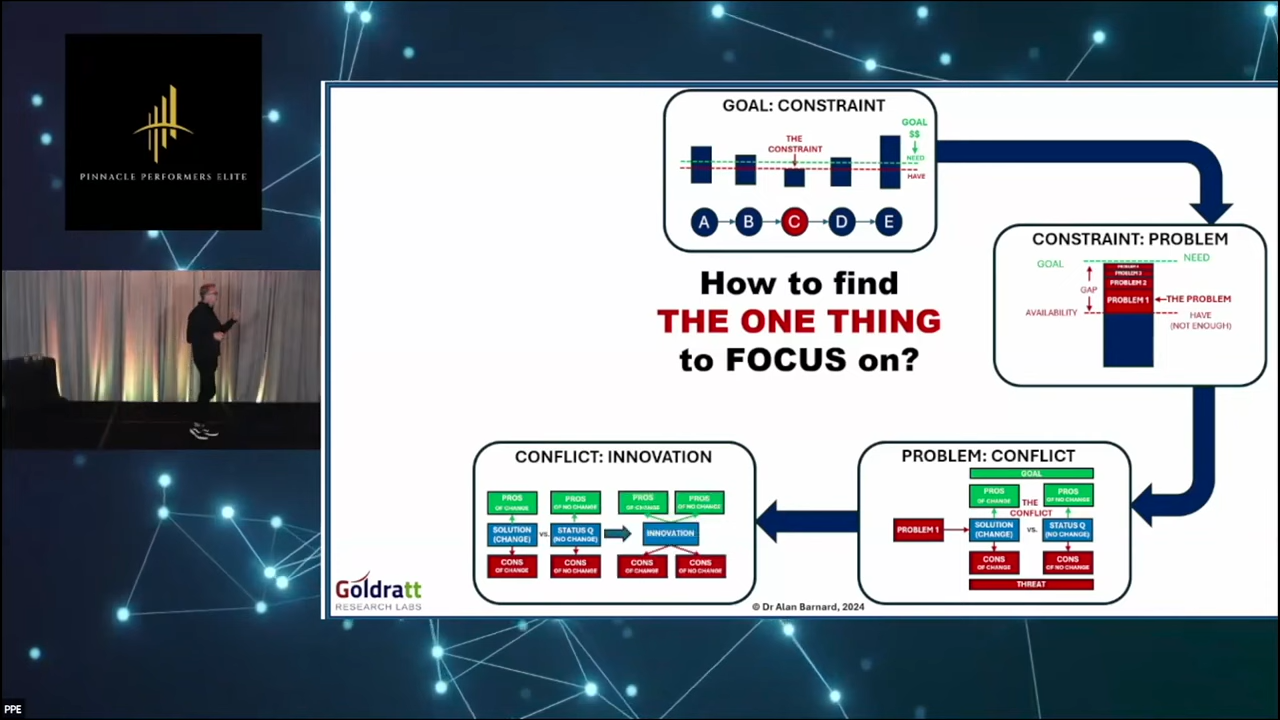 PINNACLE PERFORMERS ELITE
GOAL: CONSTRAINT
GOAL
$$
THE
CONSTRAINT
NEED
HAVE
A B C D E
How to find
THE ONE THING
to FOCUS on?
CONSTRAINT: PROBLEM
GOAL
NEED
PROBLEM 3
PROBLEM 2
GAP
PROBLEM 1
THE PROBLEM
AVAILABILITY
HAVE
(NOT ENOUGH)
CONFLICT: INNOVATION
PROS
OF CHANGE
PROS
OF NO CHANGE
PROS
OF CHANGE
PROS
OF NO CHANGE
SOLUTION
(CHANGE)
vs.
STATUS Q
(NO CHANGE)
INNOVATION
CONS
OF CHANGE
CONS
OF NO CHANGE
CONS
OF CHANGE
CONS
OF NO CHANGE
PROBLEM: CONFLICT
GOAL
PROS
OF CHANGE
THE
CONFLICT
PROS
OF NO CHANGE
PROBLEM 1
SOLUTION
(CHANGE)
vs.
STATUS Q
(NO CHANGE)
CONS
OF CHANGE
CONS
OF NO CHANGE
THREAT
Goldratt
RESEARCH LABS
© Dr Alan Barnard, 2024
PPE